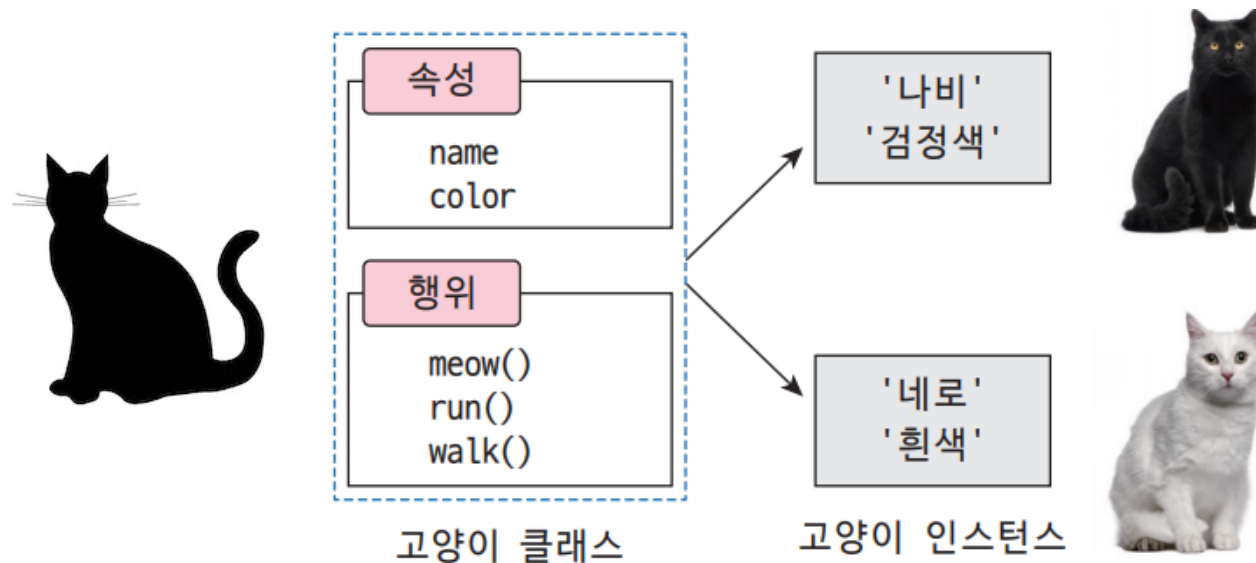 속성
name
color
행위
meow()
run()
walk()
고양이 클래스
'나비'
'검정색'
'네로'
'흰색'
고양이 인스턴스